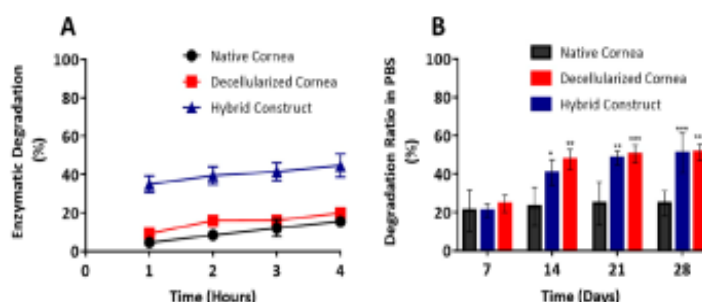 A
Enzymatic Degradation
(%)
100
80
60
40
20
0
Native Cornea
Decellularized Cornea
Hybrid Construct
0 1 2 3 4
Time (Hours)
B
Degradation Ratio in PBS
(%)
100
80
60
40
20
0
Native Cornea
Decellularized Cornea
Hybrid Construct
* ** ** *** ***
7 14 21 28
Time (Days)